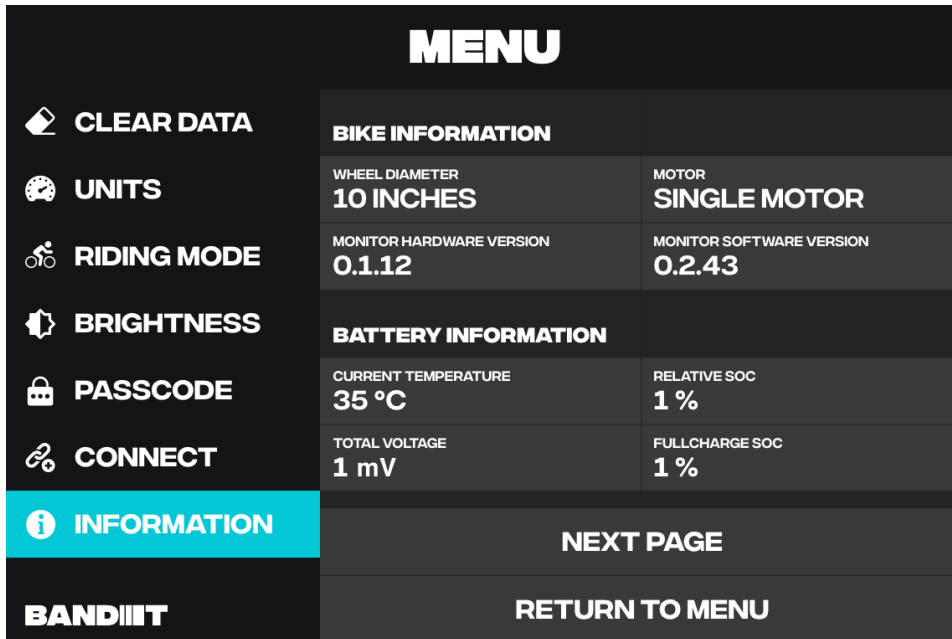 MENU
CLEAR DATA
UNITS
RIDING MODE
BRIGHTNESS
PASSCODE
CONNECT
INFORMATION
BANDIIIT
BIKE INFORMATION
WHEEL DIAMETER
10 INCHES
MOTOR
SINGLE MOTOR
MONITOR HARDWARE VERSION
0.1.12
MONITOR SOFTWARE VERSION
0.2.43
BATTERY INFORMATION
CURRENT TEMPERATURE
35 °C
RELATIVE SOC
1 %
TOTAL VOLTAGE
1 mV
FULLCHARGE SOC
1 %
NEXT PAGE
RETURN TO MENU